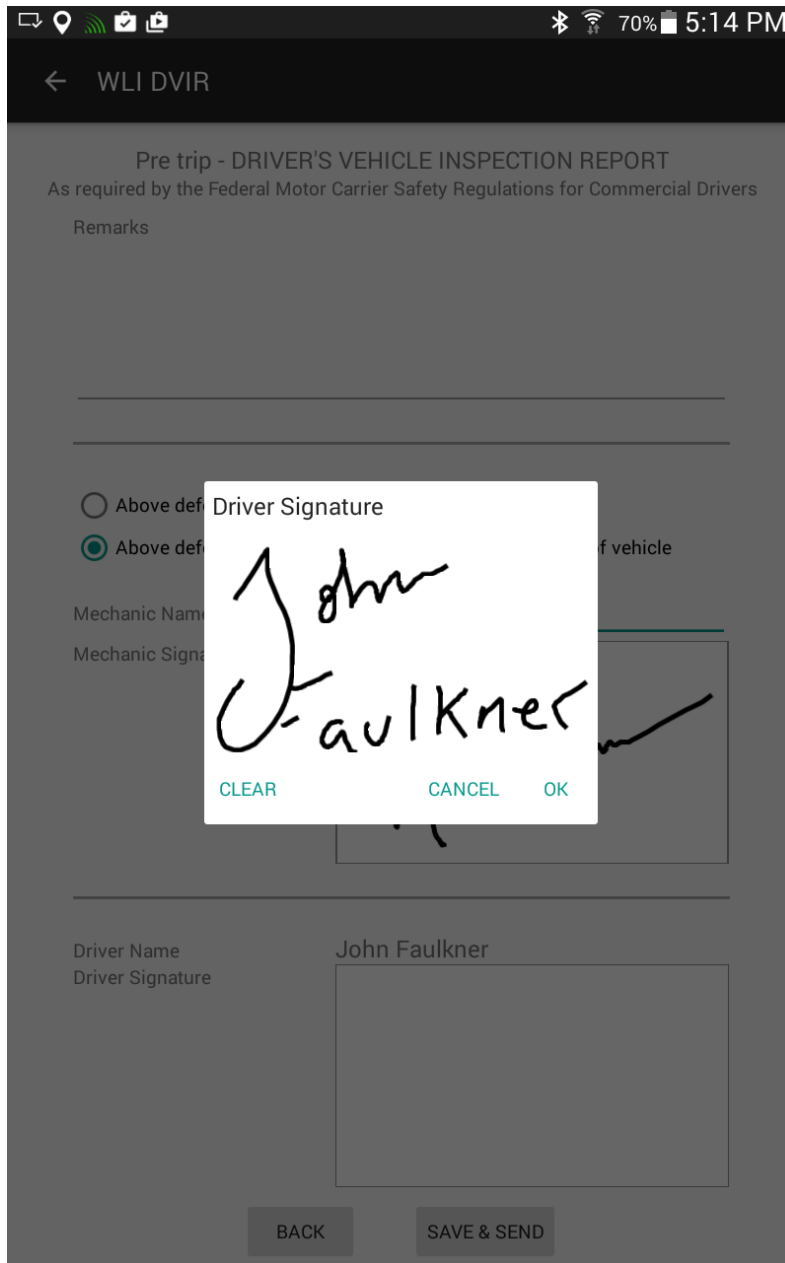 70% 5:14 PM
WLI DVIR
Pre trip - DRIVER'S VEHICLE INSPECTION REPORT
As required by the Federal Motor Carrier Safety Regulations for Commercial Drivers
Remarks
Above def
Above def of vehicle
Mechanic Name
Mechanic Signa
Driver Signature
John
Faulkner
CLEAR CANCEL OK
Driver Name John Faulkner
Driver Signature
BACK SAVE & SEND